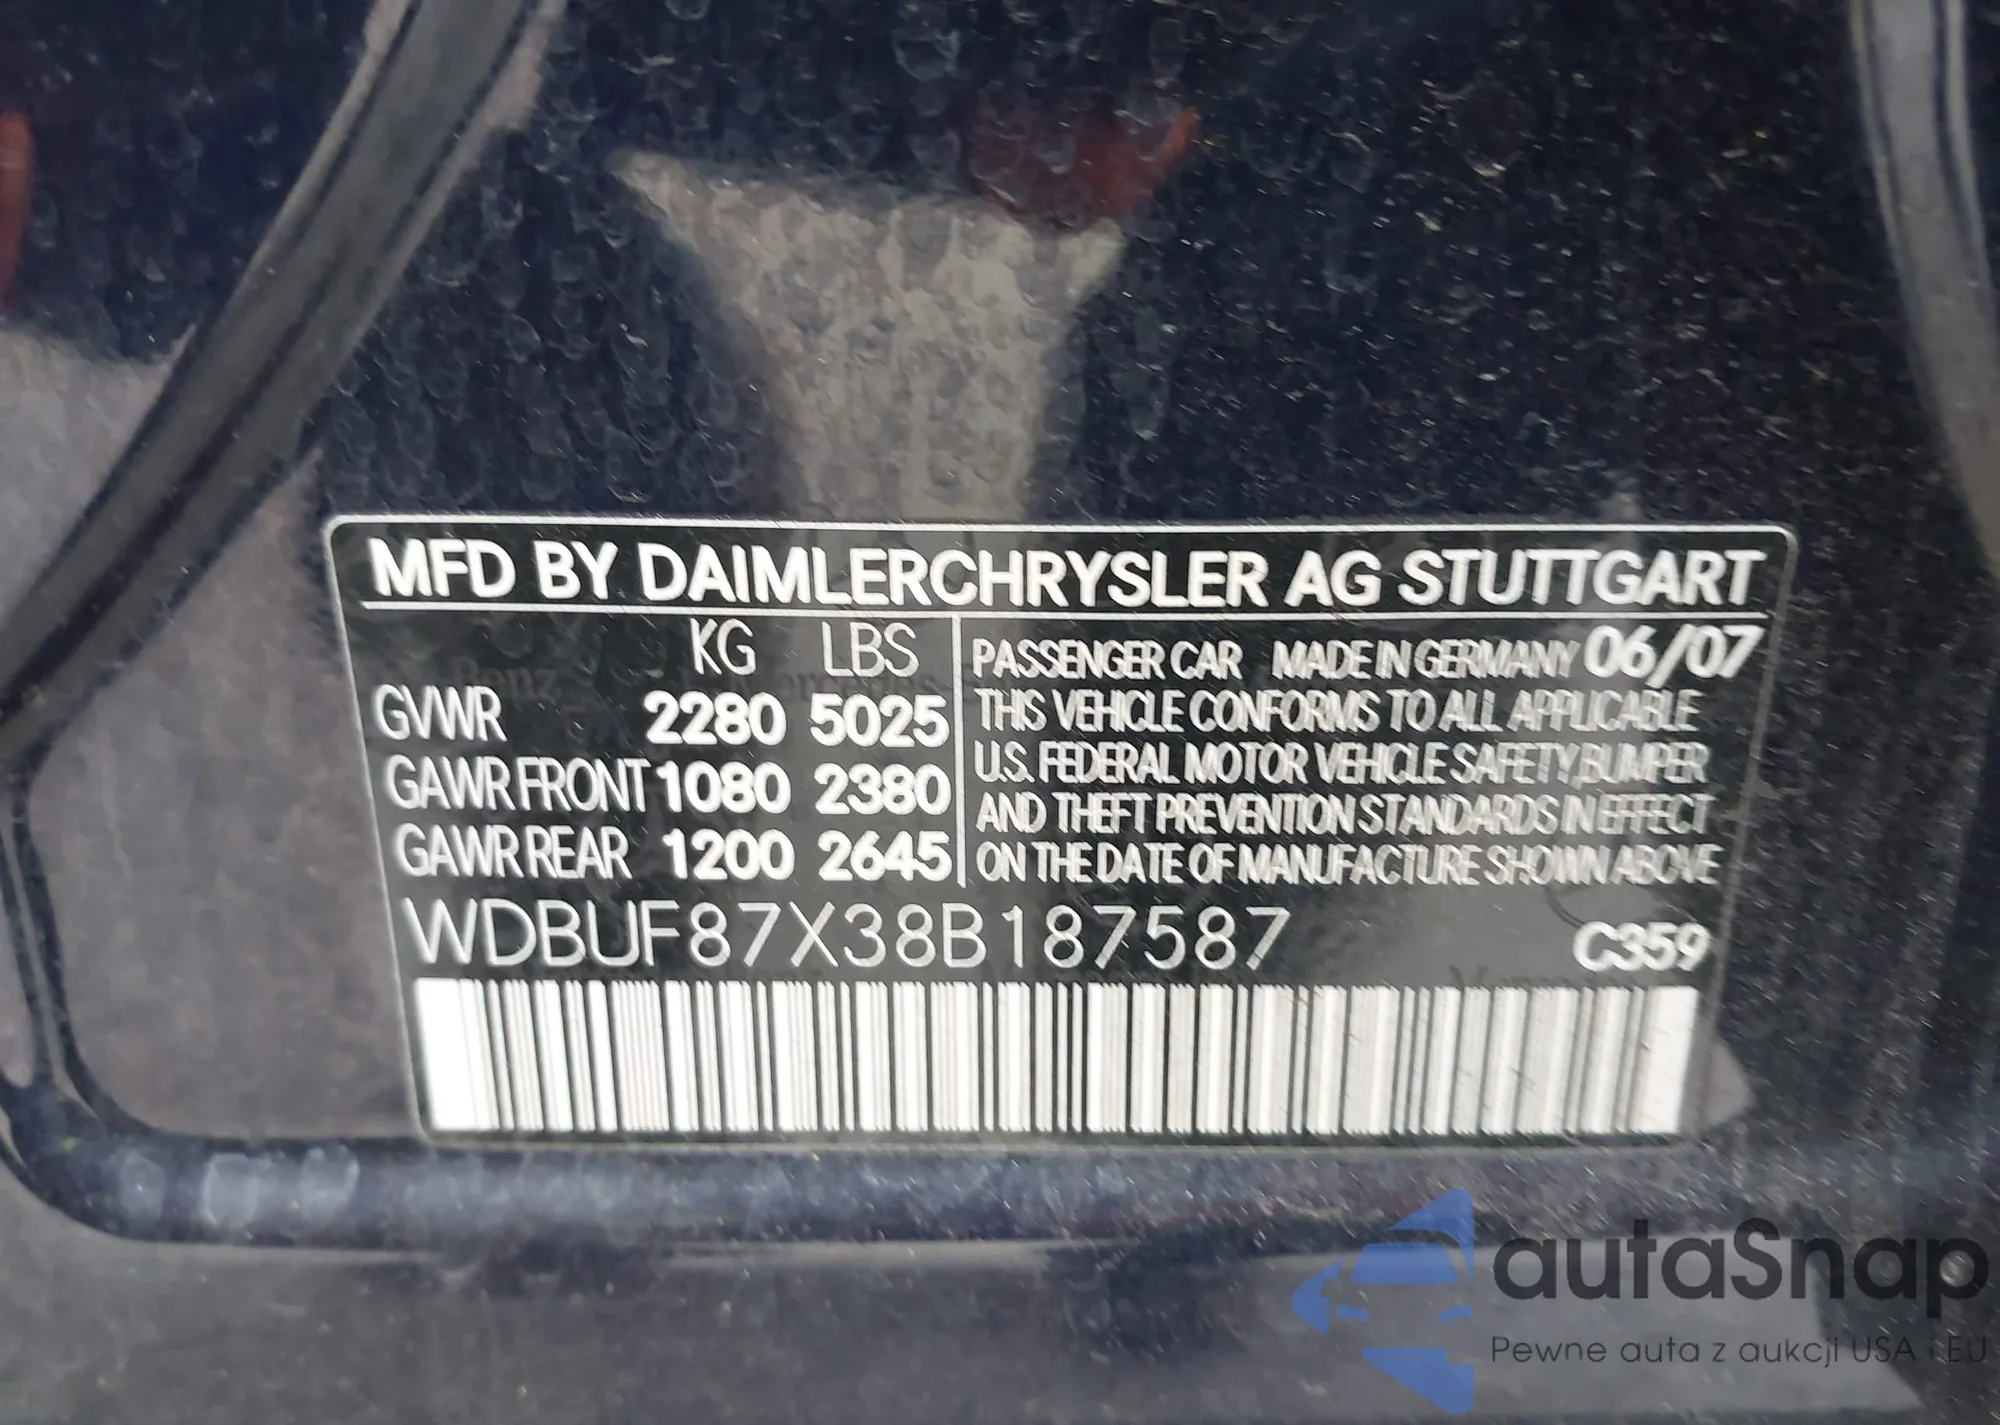 MFD BY DAIMLERCHRYSLER AG STUTTGART
KG LBS
GVWR 2280 5025
GAWR FRONT 1080 2380
GAWR REAR 1200 2645
PASSENGER CAR MADE IN GERMANY 06/07
THIS VEHICLE CONFORMS TO ALL APPLICABLE
U.S. FEDERAL MOTOR VEHICLE SAFETY,BUMPER
AND THEFT PREVENTION STANDARDS IN EFFECT
ON THE DATE OF MANUFACTURE SHOWN ABOVE
WDBUF87X38B187587 C359
autaSnap
Pewne auta z aukcji USA i EU